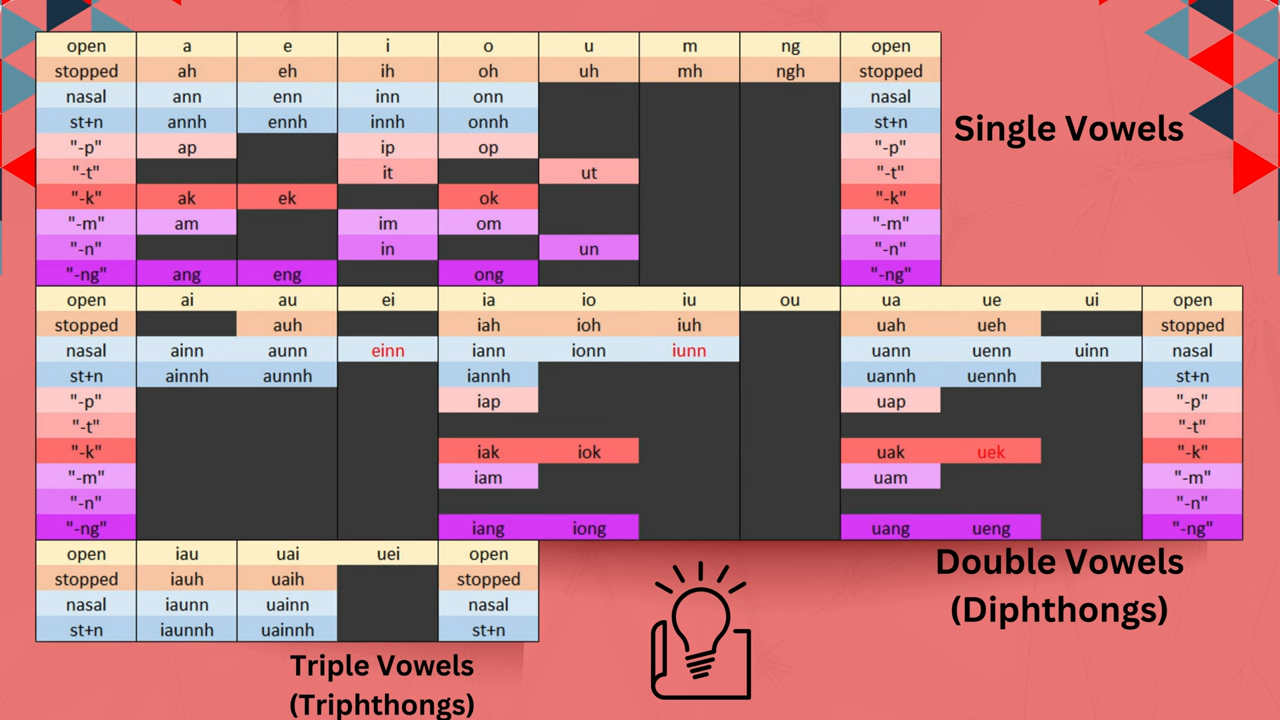 open a e i o u m ng open
stopped ah eh ih oh uh mh ngh stopped
nasal ann enn inn onn nasal
st+n annh ennh innh onnh st+n
"-p" ap ip op "-p"
"-t" it ut "-t"
"-k" ak ek ok "-k"
"-m" am im om "-m"
"-n" in un "-n"
"-ng" ang eng ong "-ng"
Single Vowels
open ai au ei ia io iu ou ua ue ui open
stopped auh iah ioh iuh uah ueh stopped
nasal ainn aunn einn iann ionn iunn uann uenn uinn nasal
st+n ainnh aunnh iannh uannh uennh st+n
"-p" iap uap "-p"
"-t" "-t"
"-k" iak iok uak uek "-k"
"-m" iam uam "-m"
"-n" "-n"
"-ng" iang iong uang ueng "-ng"
Double Vowels
(Diphthongs)
open iau uai uei open
stopped iauh uaih stopped
nasal iaunn uainn nasal
st+n iaunnh uainnh st+n
Triple Vowels
(Triphthongs)